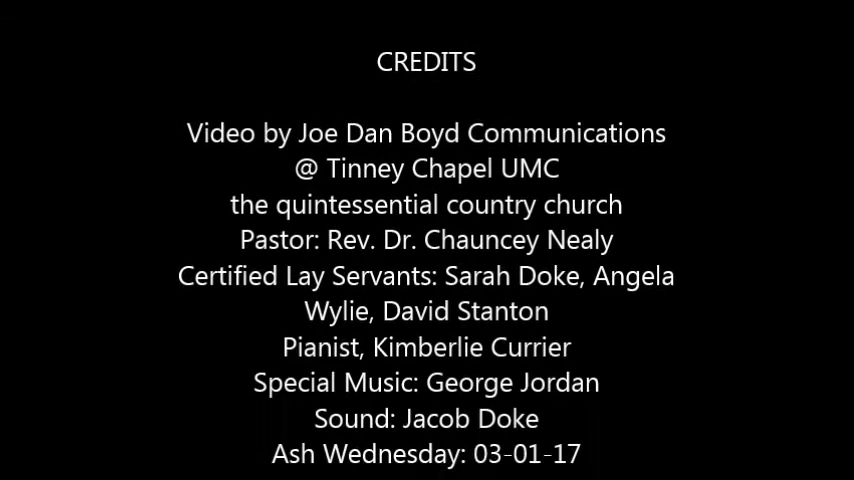 CREDITS
Video by Joe Dan Boyd Communications
@ Tinney Chapel UMC
the quintessential country church
Pastor: Rev. Dr. Chauncey Nealy
Certified Lay Servants: Sarah Doke, Angela
Wylie, David Stanton
Pianist, Kimberlie Currier
Special Music: George Jordan
Sound: Jacob Doke
Ash Wednesday: 03-01-17